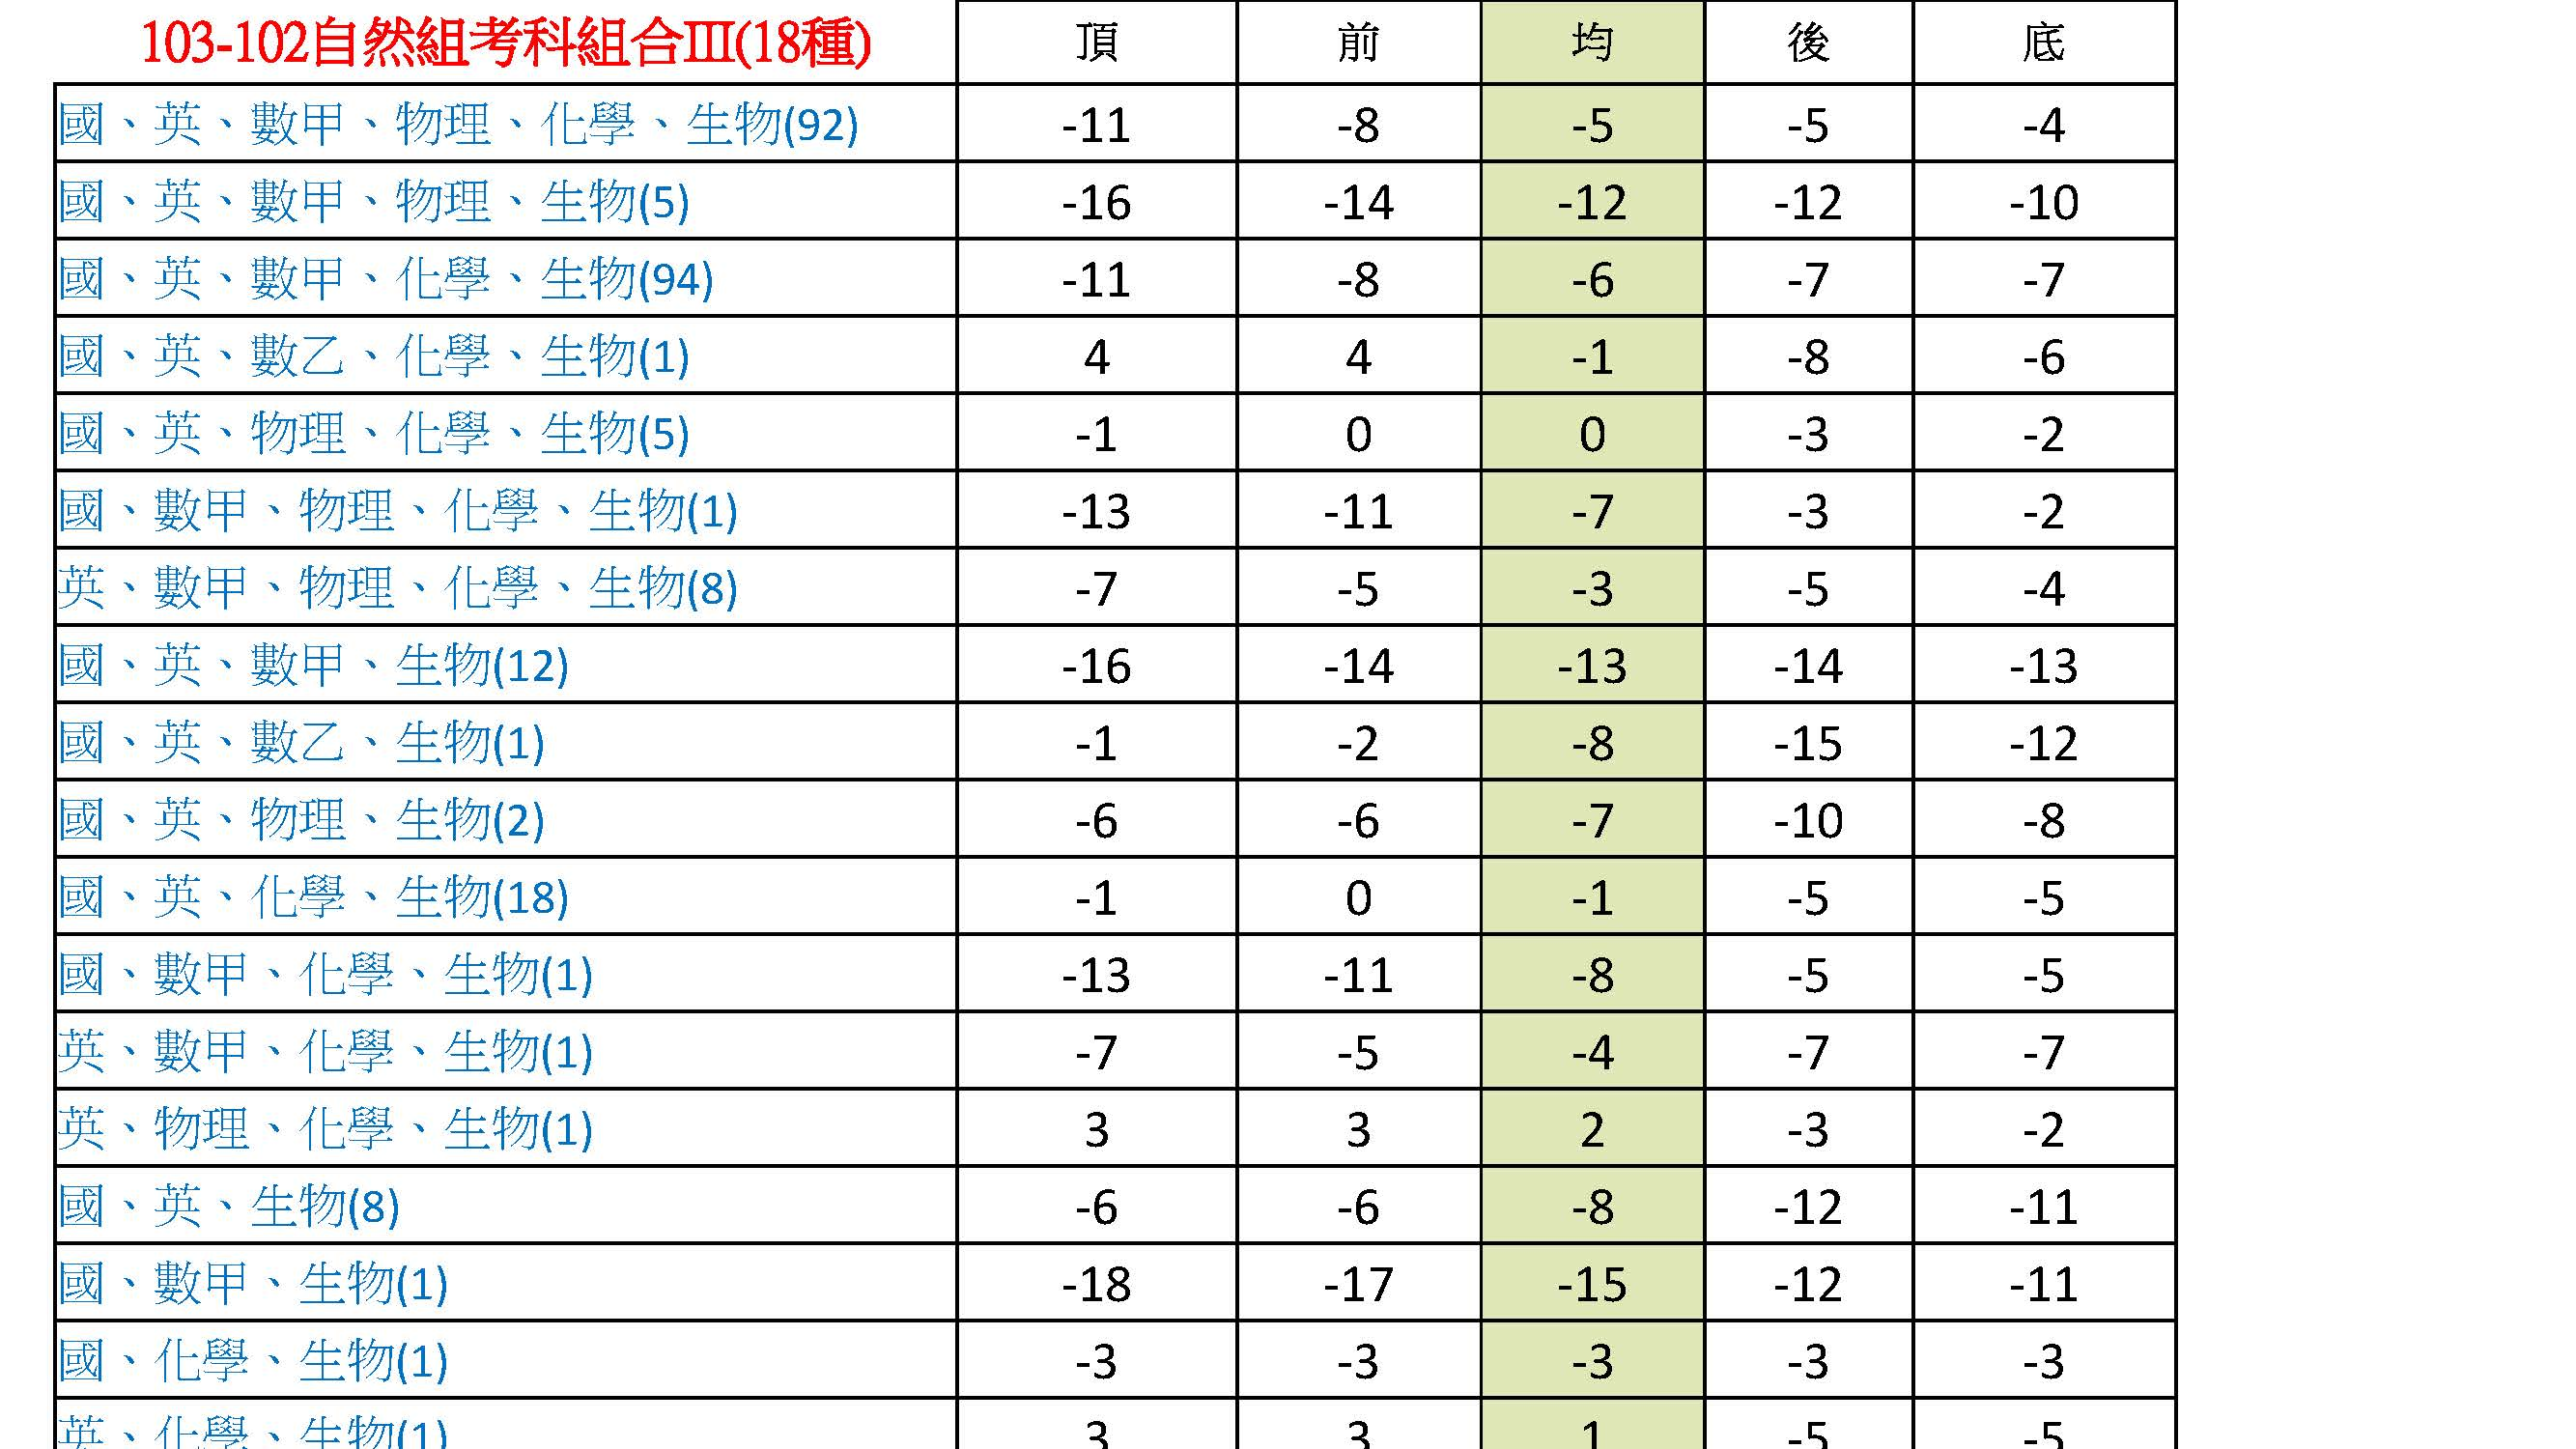 103-102自然組考科組合Ⅲ(18種) 頂 前 均 後 底
國、英、數甲、物理、化學、生物(92) -11 -8 -5 -5 -4
國、英、數甲、物理、生物(5) -16 -14 -12 -12 -10
國、英、數甲、化學、生物(94) -11 -8 -6 -7 -7
國、英、數乙、化學、生物(1) 4 4 -1 -8 -6
國、英、物理、化學、生物(5) -1 0 0 -3 -2
國、數甲、物理、化學、生物(1) -13 -11 -7 -3 -2
英、數甲、物理、化學、生物(8) -7 -5 -3 -5 -4
國、英、數甲、生物(12) -16 -14 -13 -14 -13
國、英、數乙、生物(1) -1 -2 -8 -15 -12
國、英、物理、生物(2) -6 -6 -7 -10 -8
國、英、化學、生物(18) -1 0 -1 -5 -5
國、數甲、化學、生物(1) -13 -11 -8 -5 -5
英、數甲、化學、生物(1) -7 -5 -4 -7 -7
英、物理、化學、生物(1) 3 3 2 -3 -2
國、英、生物(8) -6 -6 -8 -12 -11
國、數甲、生物(1) -18 -17 -15 -12 -11
國、化學、生物(1) -3 -3 -3 -3 -3
英、化學、生物(1) 3 3 1 -5 -5